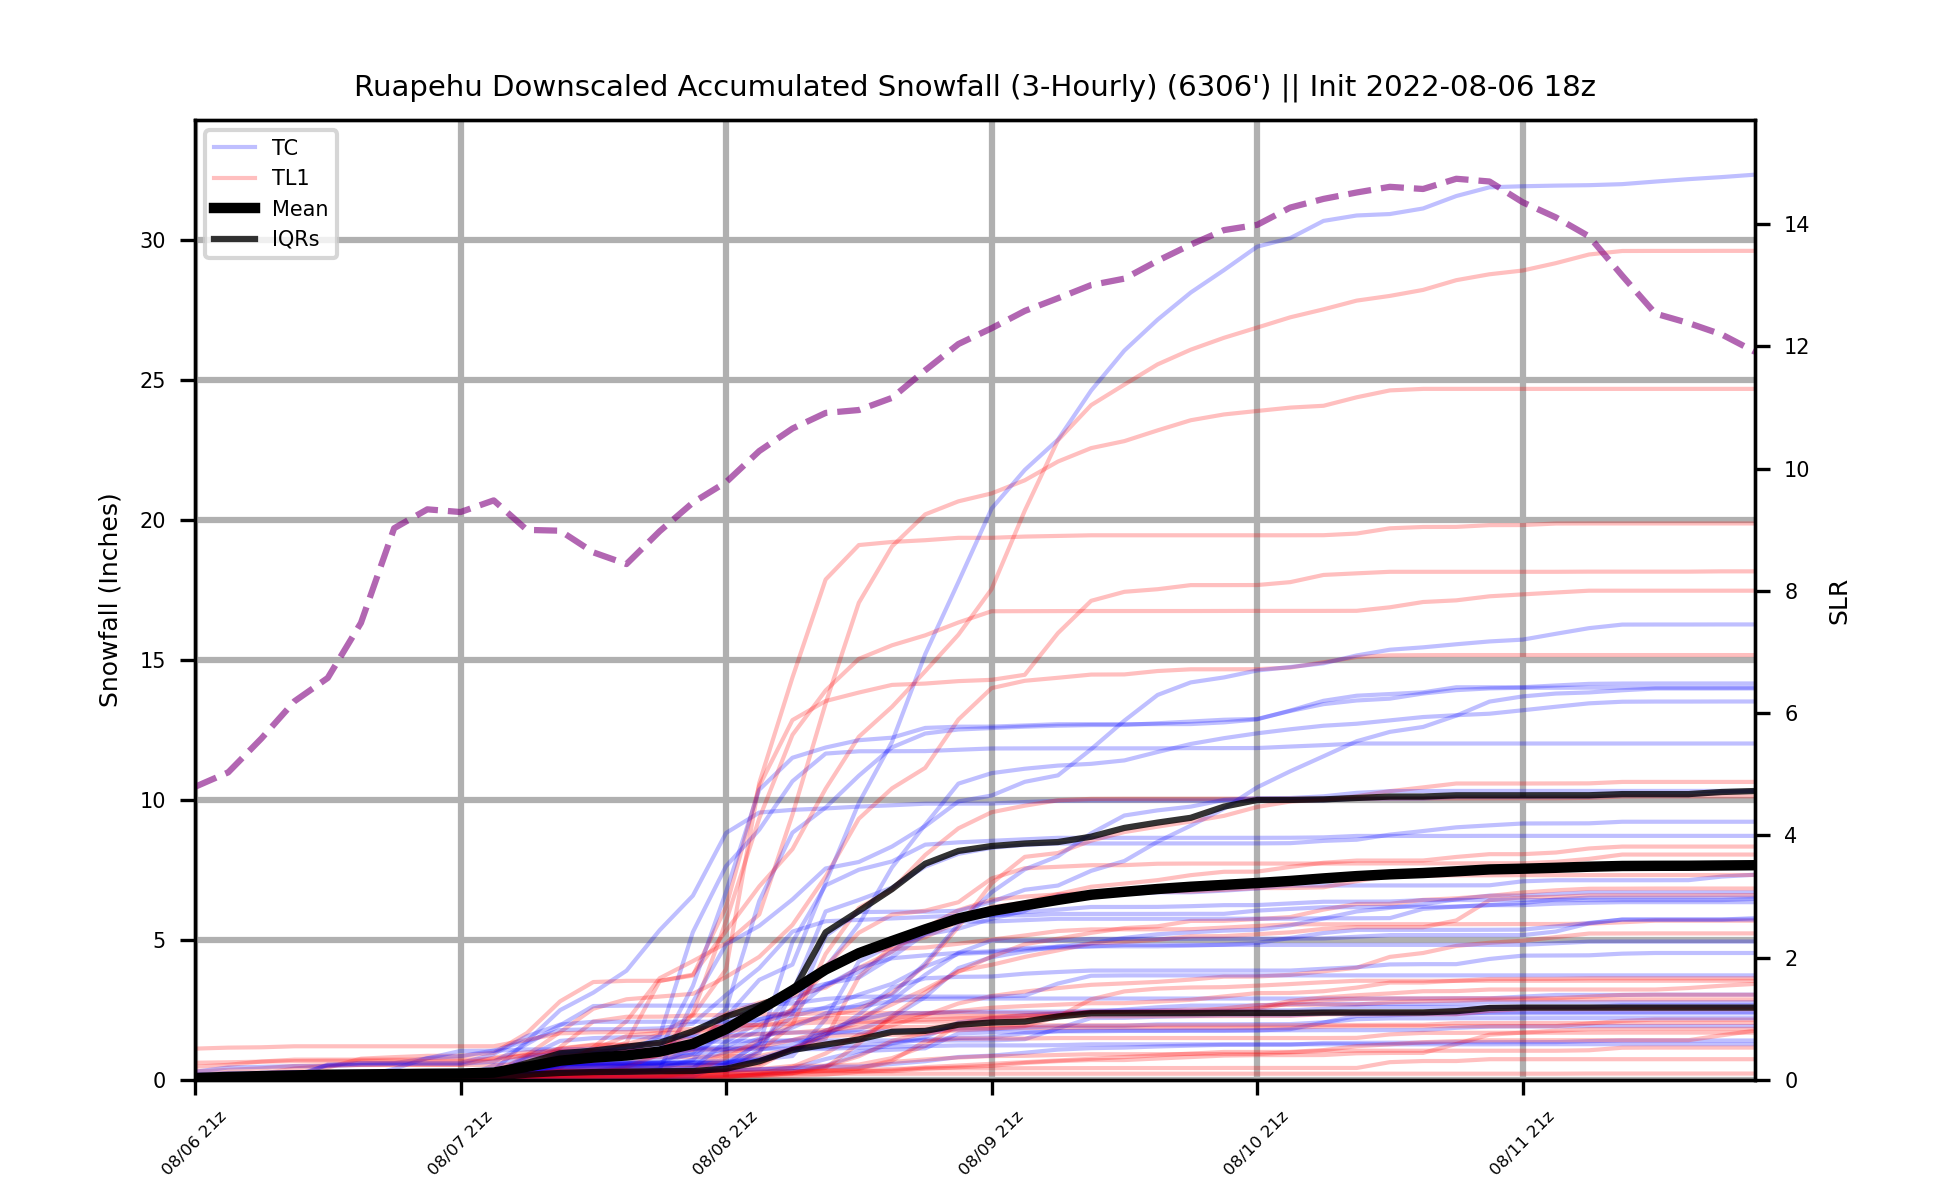 Ruapehu Downscaled Accumulated Snowfall (3-Hourly) (6306') || Init 2022-08-06 18z
TC
TL1
Mean
IQRs
Snowfall (Inches)
30
25
20
15
10
5
0
14
12
10
8
6
4
2
0
SLR
08/06 21z
08/07 21z
08/08 21z
08/09 21z
08/10 21z
08/11 21z